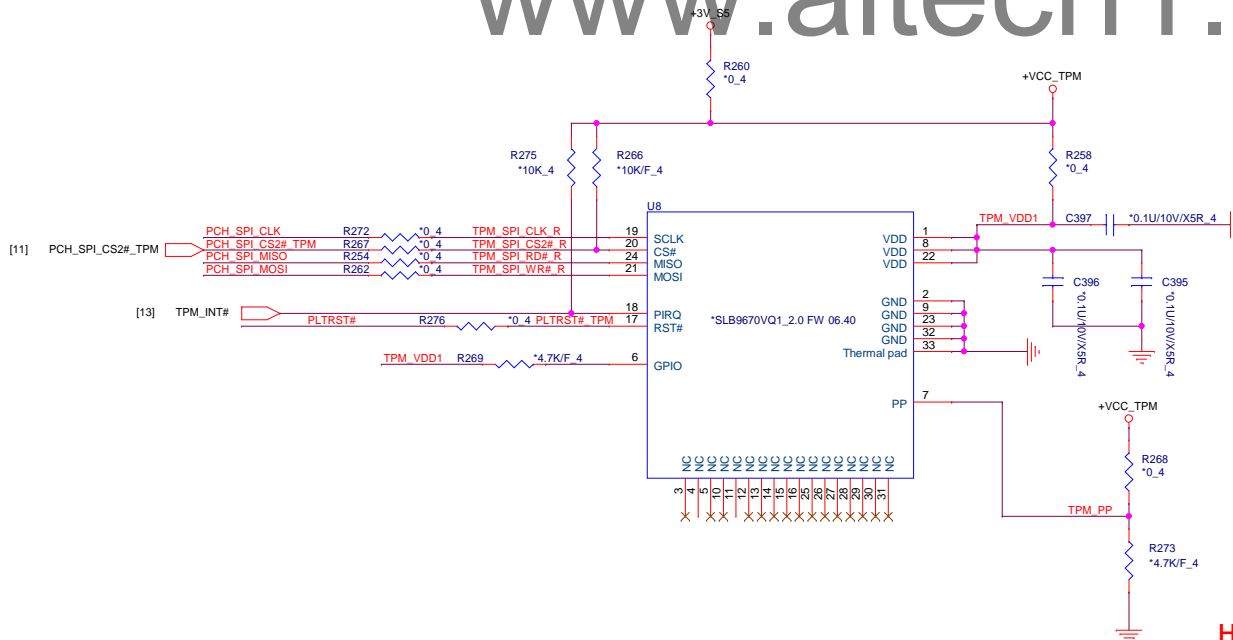 www.aitech1.
+3V_S5
R260
*0_4
+VCC_TPM
R275
*10K_4
R266
*10K/F_4
R258
*0_4
U8
TPM_VDD1
C397
*0.1U/10V/X5R_4
[11]
PCH_SPI_CS2#_TPM
PCH_SPI_CLK
R272
*0_4
TPM_SPI_CLK_R
19
SCLK
VDD
1
PCH_SPI_CS2#_TPM
R267
*0_4
TPM_SPI_CS2#_R
20
CS#
VDD
8
PCH_SPI_MISO
R254
*0_4
TPM_SPI_RD#_R
24
MISO
VDD
22
PCH_SPI_MOSI
R262
*0_4
TPM_SPI_WR#_R
21
MOSI
C396
*0.1U/10V/X5R_4
C395
*0.1U/10V/X5R_4
[13]
TPM_INT#
18
PIRQ
PLTRST#
R276
*0_4
PLTRST#_TPM
17
RST#
*SLB9670VQ1_2.0 FW 06.40
GND
2
GND
9
GND
23
GND
32
Thermal pad
33
TPM_VDD1
R269
*4.7K/F_4
6
GPIO
PP
7
+VCC_TPM
R268
*0_4
TPM_PP
R273
*4.7K/F_4
NC NC NC NC NC NC NC NC NC NC NC NC NC NC NC NC
3 4 5 10 11 12 13 14 15 16 25 26 27 28 29 30 31
H